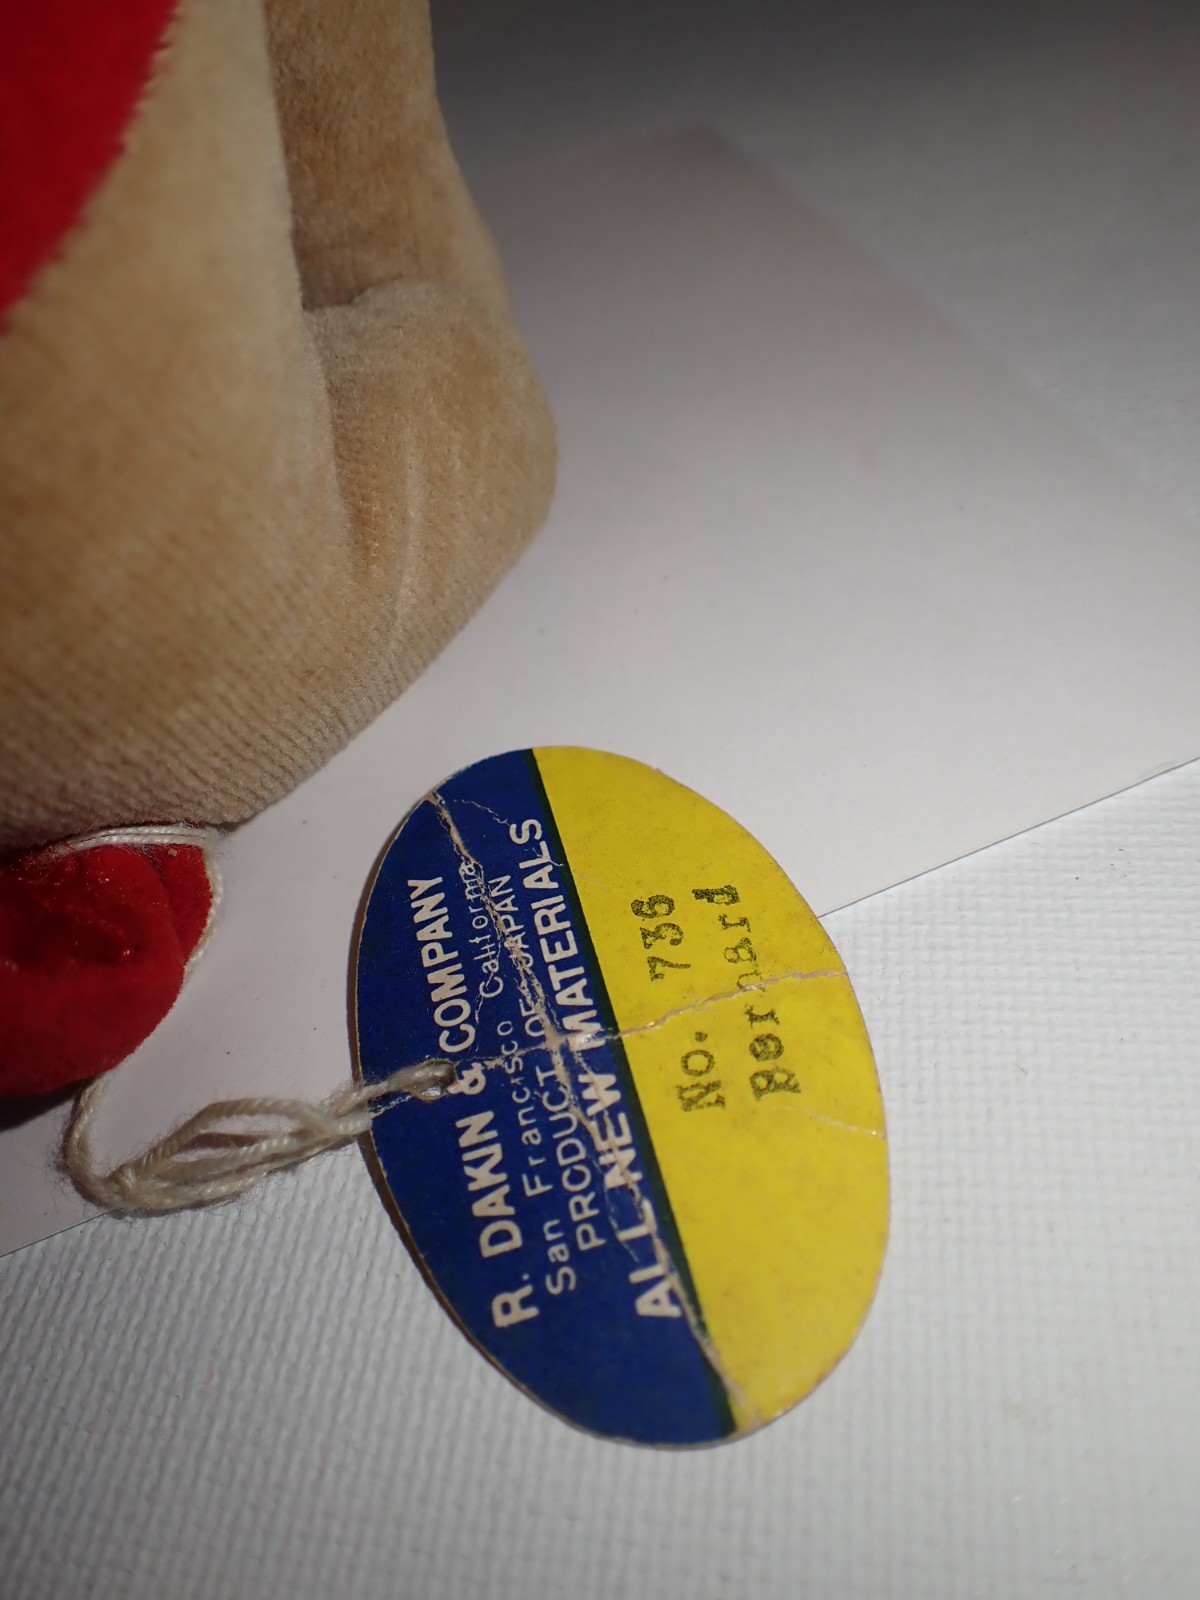 R. DAKIN & COMPANY
San Francisco California
PRODUCT OF JAPAN
ALL NEW MATERIALS
No. 736
Bernard